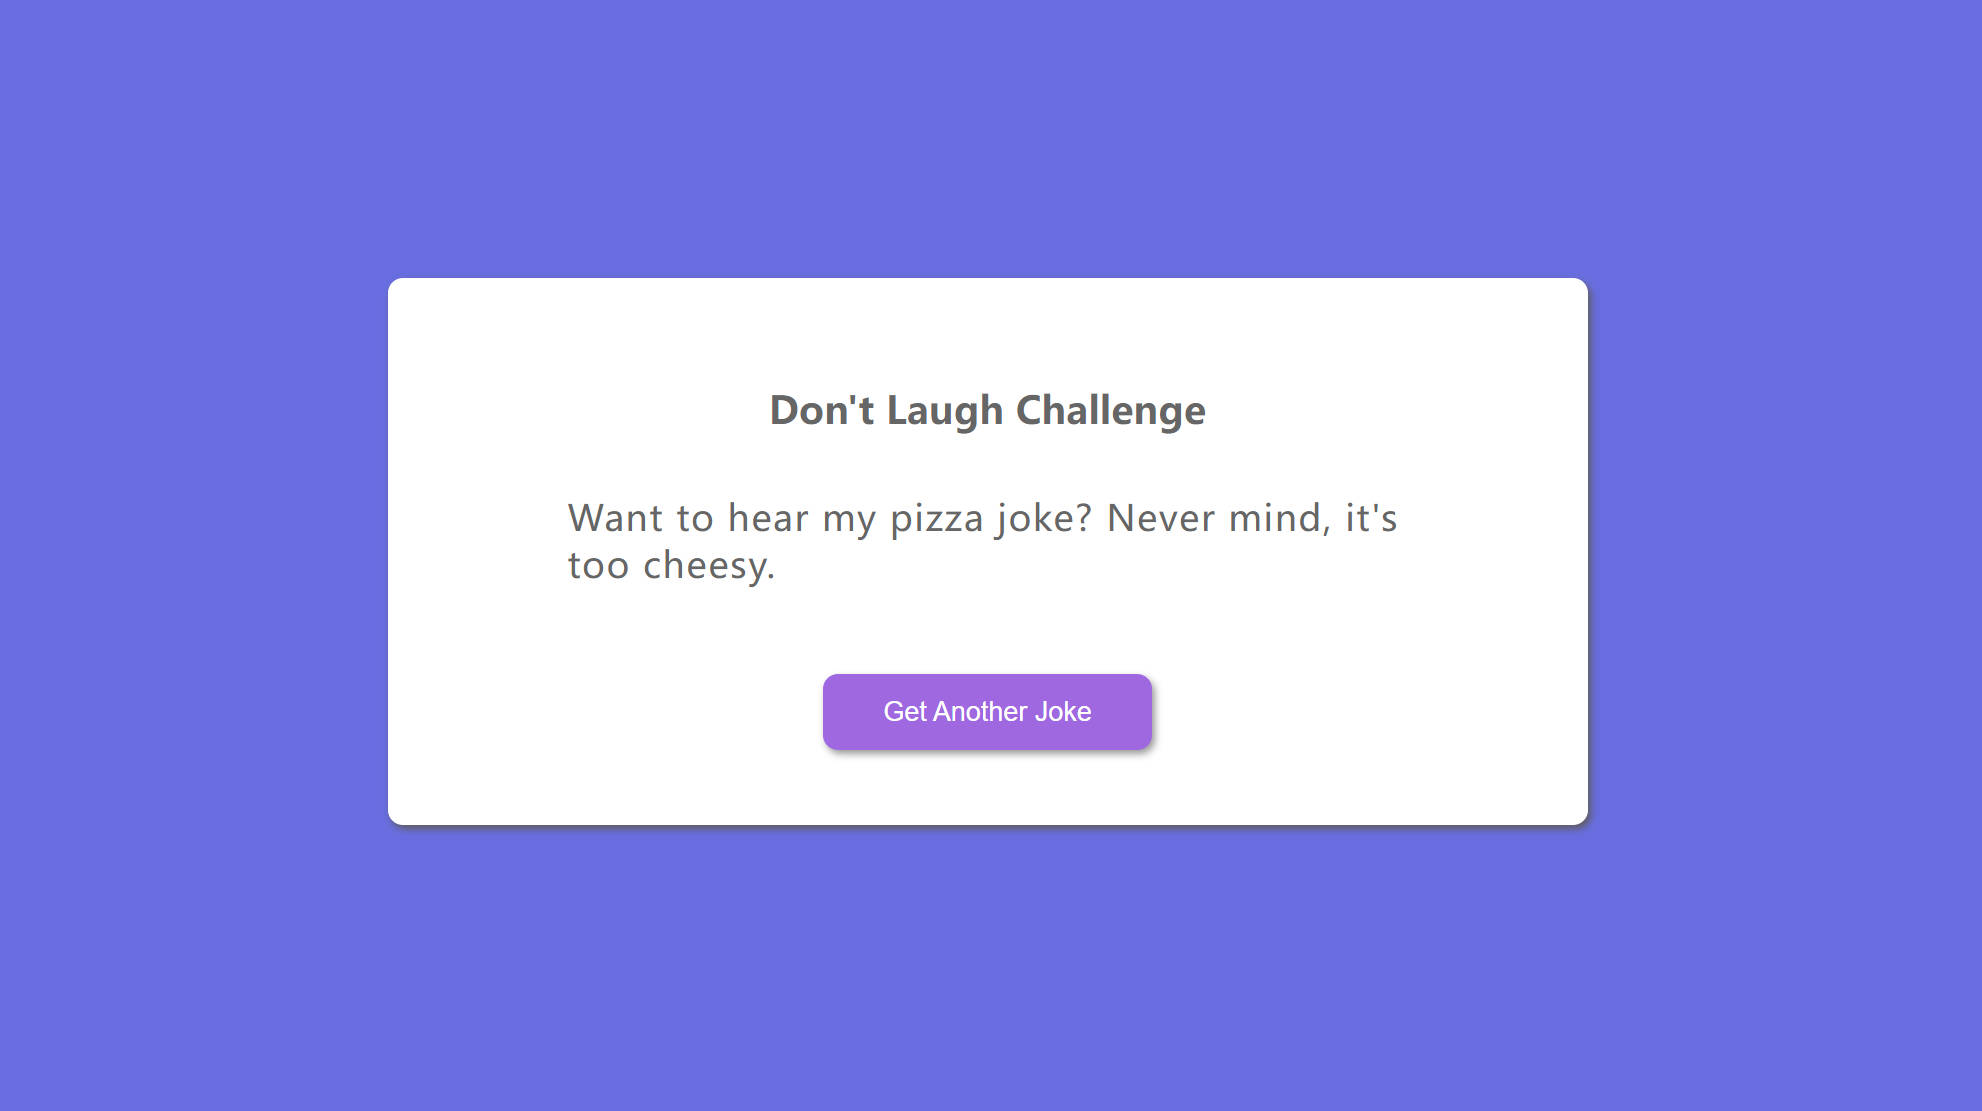 Don't Laugh Challenge
Want to hear my pizza joke? Never mind, it's
too cheesy.
Get Another Joke